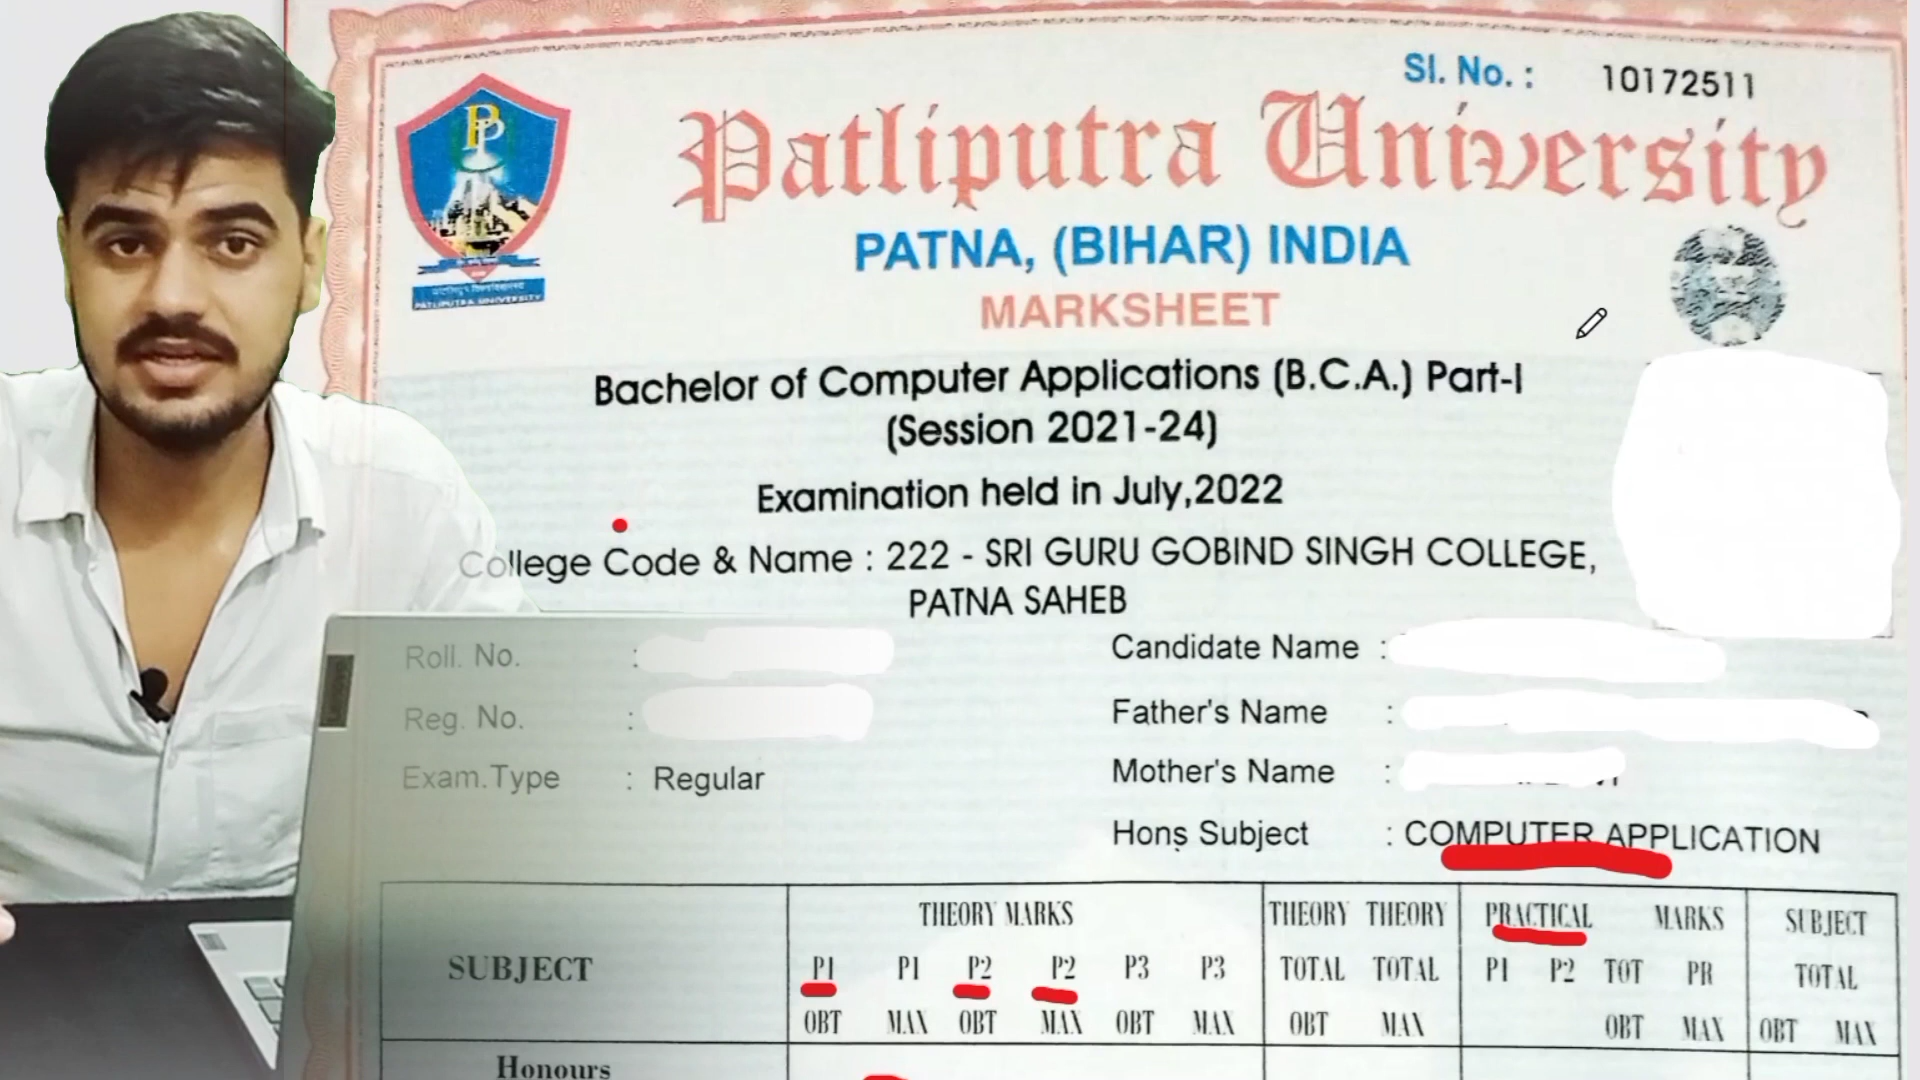 Sl. No. : 10172511
Patliputra University
PATNA, (BIHAR) INDIA
MARKSHEET
PATLIPUTRA UNIVERSITY
Bachelor of Computer Applications (B.C.A.) Part-I
(Session 2021-24)
Examination held in July,2022
College Code & Name : 222 - SRI GURU GOBIND SINGH COLLEGE,
PATNA SAHEB
Roll. No. :
Candidate Name :
Reg. No. :
Father's Name :
Exam.Type : Regular
Mother's Name :
Hons Subject : COMPUTER APPLICATION
SUBJECT
THEORY MARKS
P1 P1 P2 P2 P3 P3
OBT MAX OBT MAX OBT MAX
THEORY THEORY
TOTAL TOTAL
OBT MAX
PRACTICAL MARKS
P1 P2 TOT PR
OBT MAX
SUBJECT
TOTAL
OBT MAX
Honours